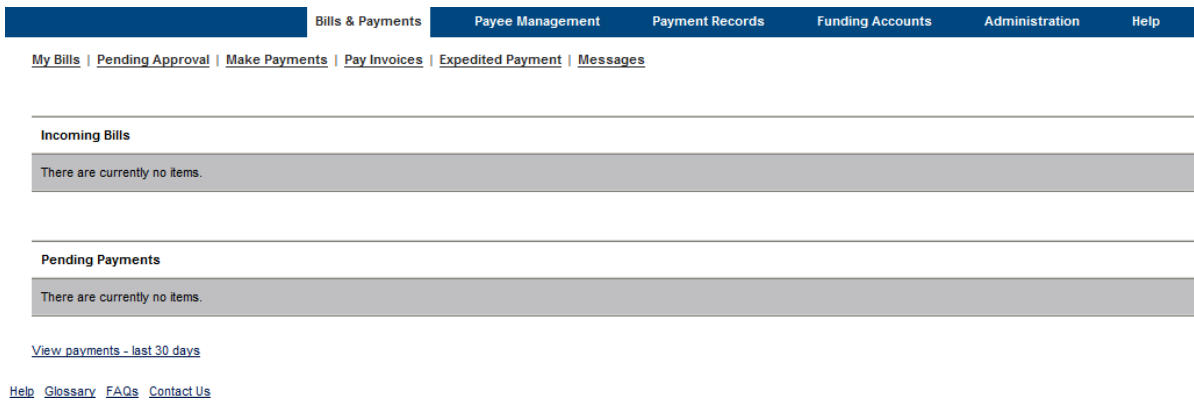 Bills & Payments Payee Management Payment Records Funding Accounts Administration Help
My Bills | Pending Approval | Make Payments | Pay Invoices | Expedited Payment | Messages
Incoming Bills
There are currently no items.
Pending Payments
There are currently no items.
View payments - last 30 days
Help Glossary FAQs Contact Us